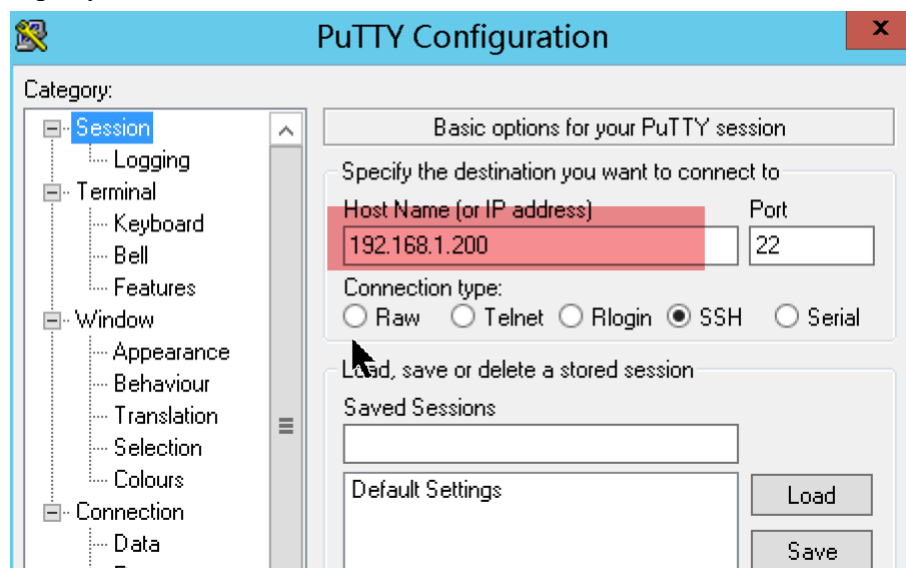 PuTTY Configuration
x
Category:
Session
Logging
Terminal
Keyboard
Bell
Features
Window
Appearance
Behaviour
Translation
Selection
Colours
Connection
Data
Basic options for your PuTTY session
Specify the destination you want to connect to
Host Name (or IP address) Port
192.168.1.200 22
Connection type:
Raw Telnet Rlogin SSH Serial
Load, save or delete a stored session
Saved Sessions
Default Settings
Load
Save